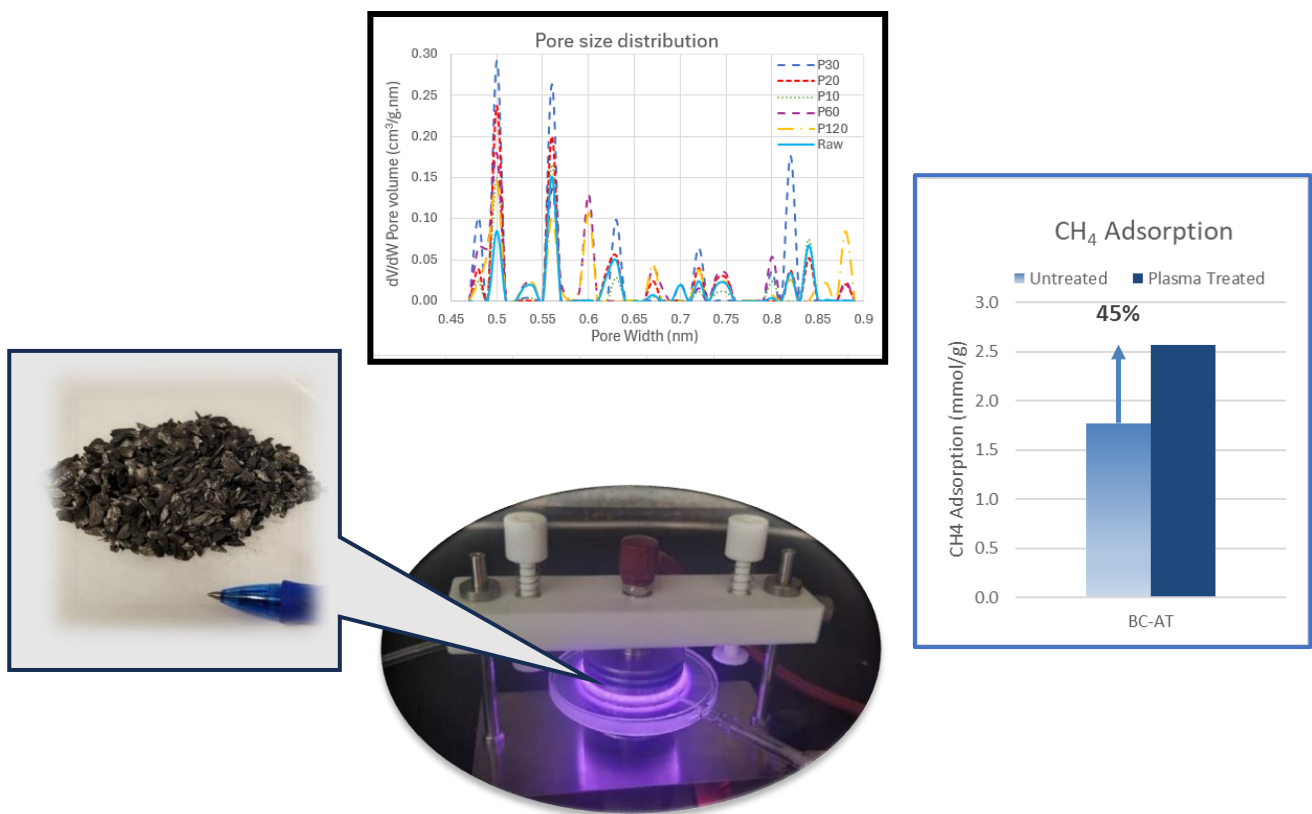 Pore size distribution
0.30
0.25
0.20
0.15
0.10
0.05
0.00
dV/dW Pore volume (cm³/g.nm)
P30
P20
P10
P60
P120
Raw
0.45 0.5 0.55 0.6 0.65 0.7 0.75 0.8 0.85 0.9
Pore Width (nm)
CH₄ Adsorption
Untreated Plasma Treated
3.0
2.5
2.0
1.5
1.0
0.5
0.0
45%
CH4 Adsorption (mmol/g)
BC-AT